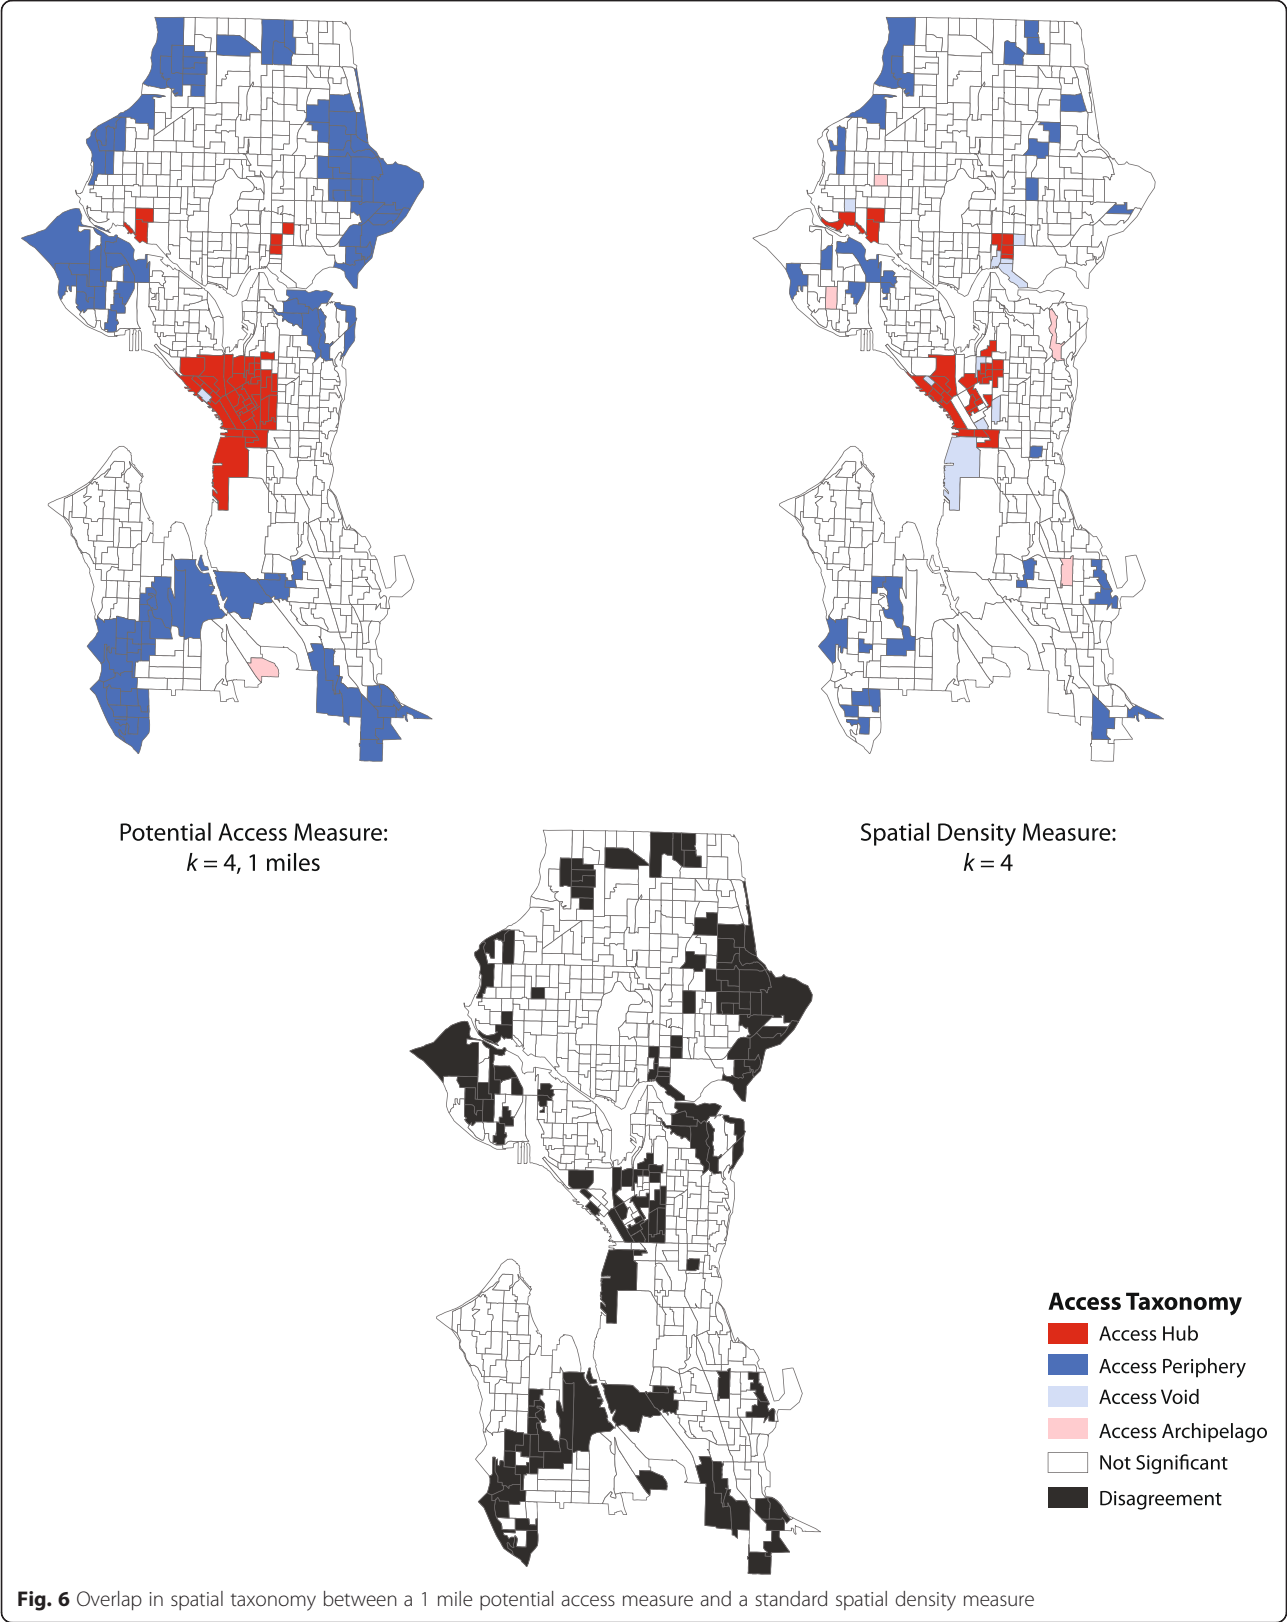 Potential Access Measure:
k = 4, 1 miles
Spatial Density Measure:
k = 4
Access Taxonomy
Access Hub
Access Periphery
Access Void
Access Archipelago
Not Significant
Disagreement
Fig. 6 Overlap in spatial taxonomy between a 1 mile potential access measure and a standard spatial density measure